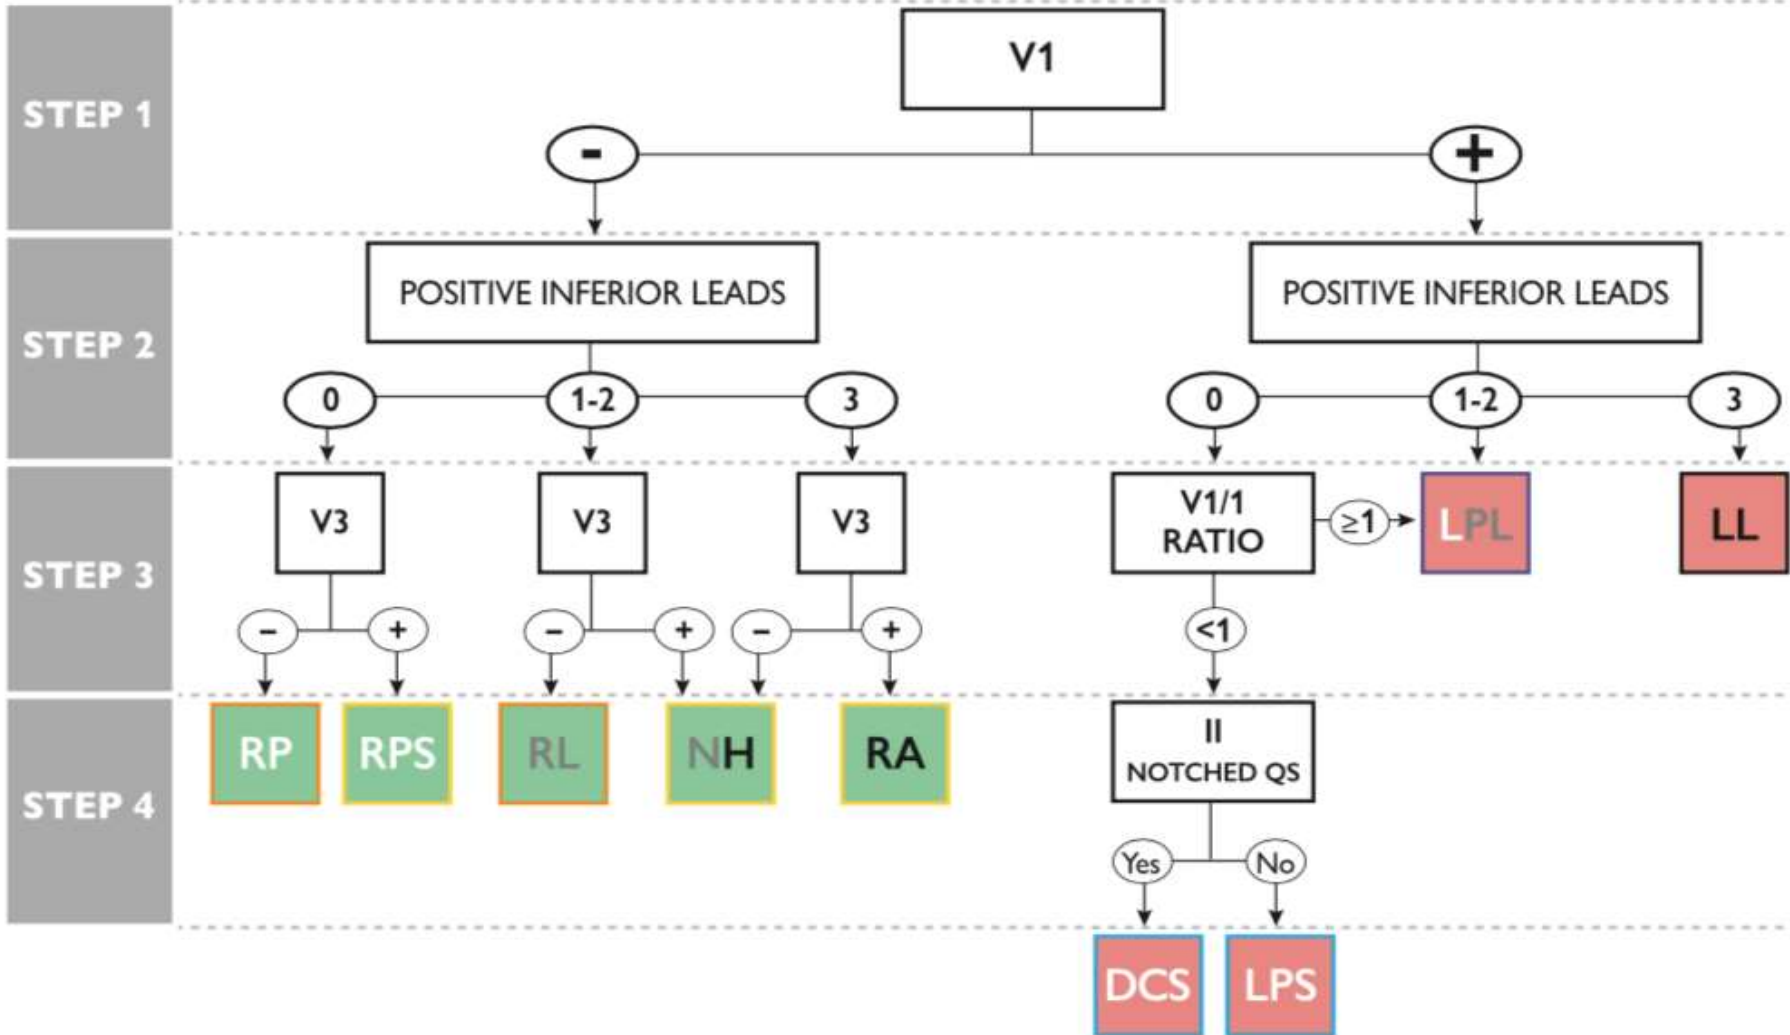 STEP 1
V1
-
+
STEP 2
POSITIVE INFERIOR LEADS
POSITIVE INFERIOR LEADS
0
1-2
3
0
1-2
3
STEP 3
V3
V3
V3
V1/1
RATIO
≥1
LPL
LL
–
+
–
+
–
+
<1
STEP 4
RP
RPS
RL
NH
RA
II
NOTCHED QS
Yes
No
DCS
LPS